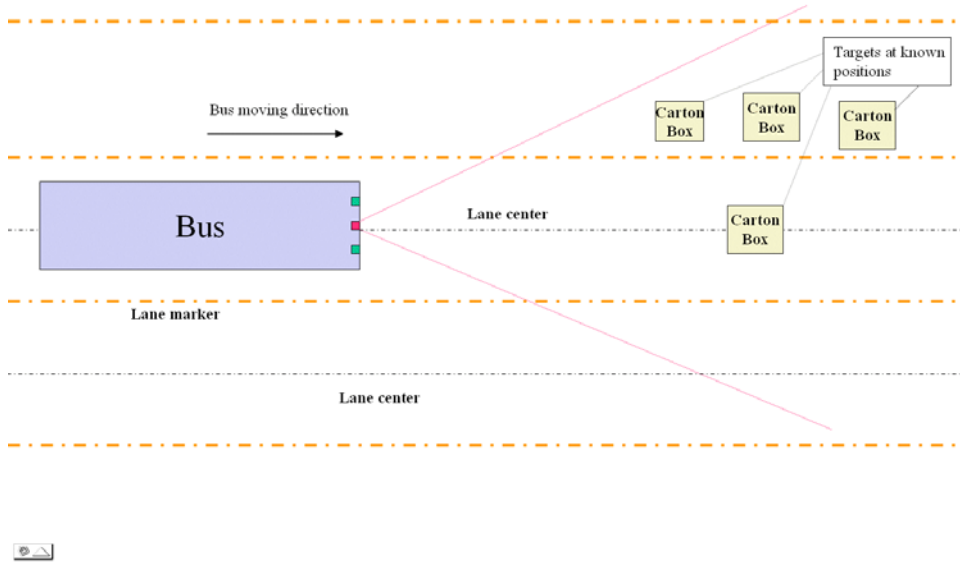 Targets at known
positions
Bus moving direction
Carton
Box
Carton
Box
Carton
Box
Bus
Lane center
Carton
Box
Lane marker
Lane center